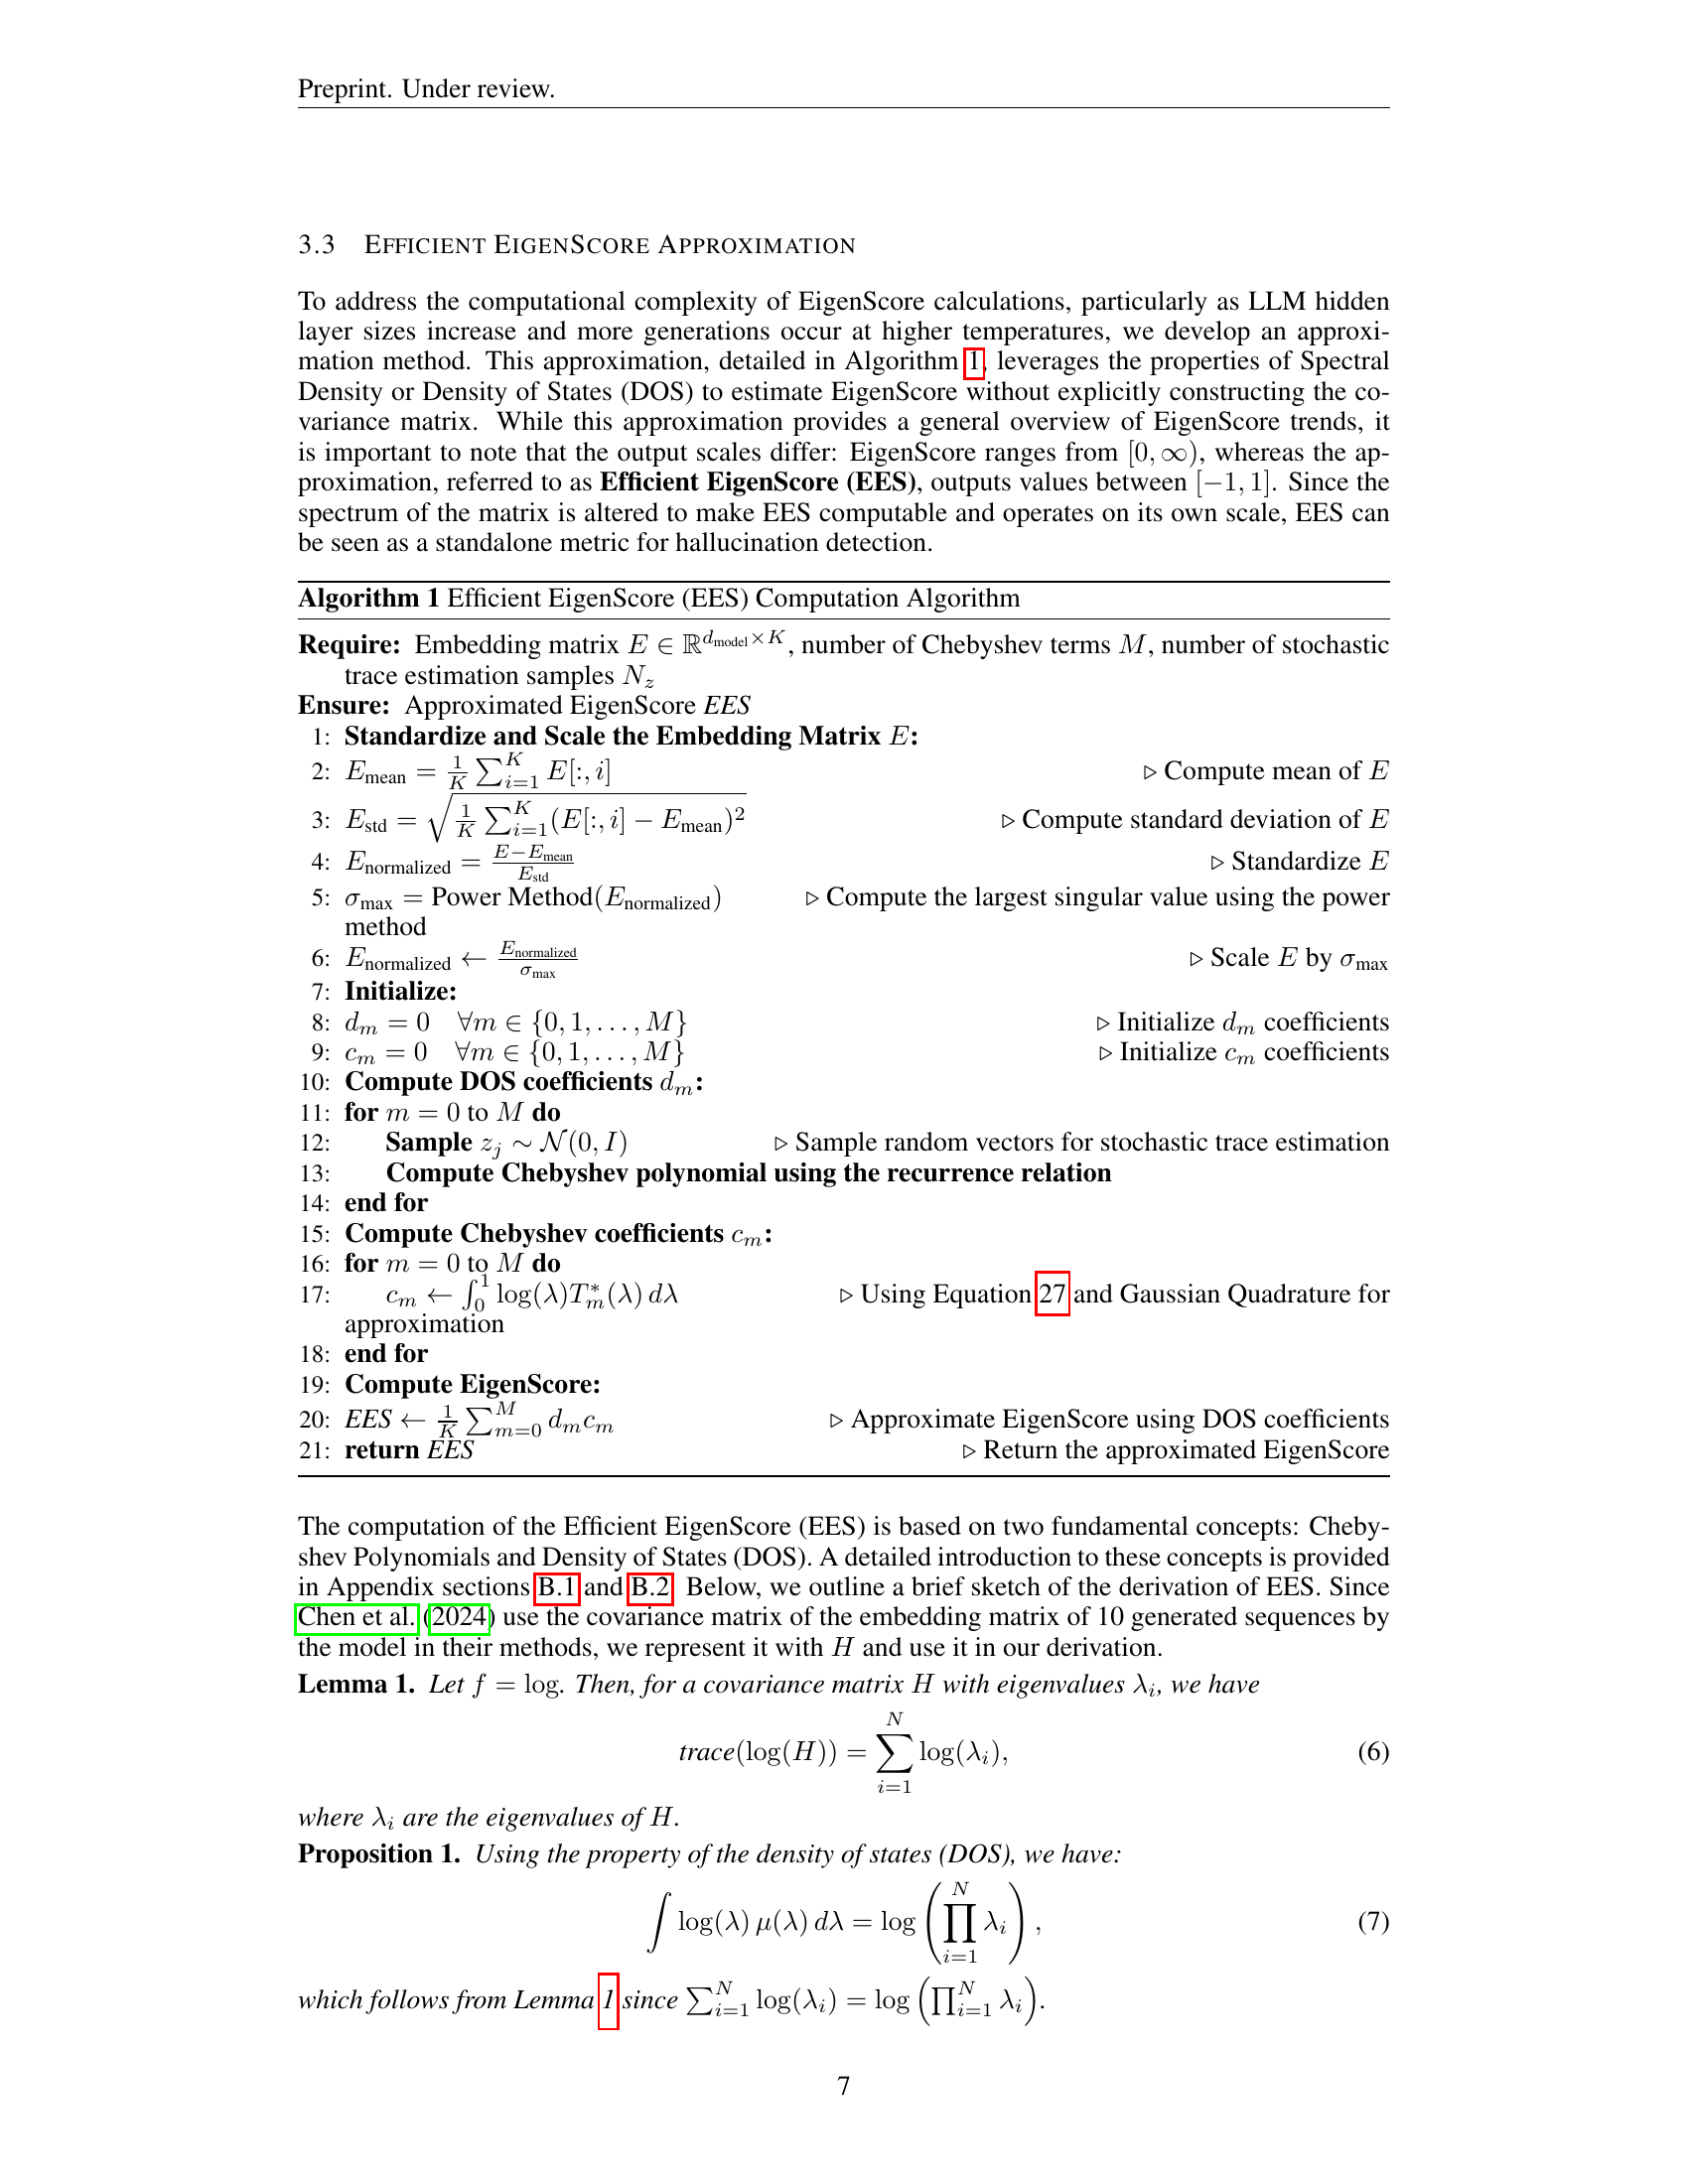 Preprint. Under review.
3.3 EFFICIENT EIGENSCORE APPROXIMATION
To address the computational complexity of EigenScore calculations, particularly as LLM hidden
layer sizes increase and more generations occur at higher temperatures, we develop an approxi-
mation method. This approximation, detailed in Algorithm 1, leverages the properties of Spectral
Density or Density of States (DOS) to estimate EigenScore without explicitly constructing the co-
variance matrix. While this approximation provides a general overview of EigenScore trends, it
is important to note that the output scales differ: EigenScore ranges from [0, ∞), whereas the ap-
proximation, referred to as Efficient EigenScore (EES), outputs values between [−1, 1]. Since the
spectrum of the matrix is altered to make EES computable and operates on its own scale, EES can
be seen as a standalone metric for hallucination detection.
Algorithm 1 Efficient EigenScore (EES) Computation Algorithm
Require: Embedding matrix $E \in \mathbb{R}^{d_{\text{model}} \times K}$, number of Chebyshev terms $M$, number of stochastic
trace estimation samples $N_z$
Ensure: Approximated EigenScore EES
1: Standardize and Scale the Embedding Matrix $E$:
2: $E_{\text{mean}} = \frac{1}{K} \sum_{i=1}^{K} E[:, i]$ ▷ Compute mean of $E$
3: $E_{\text{std}} = \sqrt{\frac{1}{K} \sum_{i=1}^{K} (E[:, i] - E_{\text{mean}})^2}$ ▷ Compute standard deviation of $E$
4: $E_{\text{normalized}} = \frac{E - E_{\text{mean}}}{E_{\text{std}}}$ ▷ Standardize $E$
5: $\sigma_{\max}$ = Power Method($E_{\text{normalized}}$) ▷ Compute the largest singular value using the power
method
6: $E_{\text{normalized}} \leftarrow \frac{E_{\text{normalized}}}{\sigma_{\max}}$ ▷ Scale $E$ by $\sigma_{\max}$
7: Initialize:
8: $d_m = 0 \quad \forall m \in \{0, 1, \ldots, M\}$ ▷ Initialize $d_m$ coefficients
9: $c_m = 0 \quad \forall m \in \{0, 1, \ldots, M\}$ ▷ Initialize $c_m$ coefficients
10: Compute DOS coefficients $d_m$:
11: for $m = 0$ to $M$ do
12: Sample $z_j \sim \mathcal{N}(0, I)$ ▷ Sample random vectors for stochastic trace estimation
13: Compute Chebyshev polynomial using the recurrence relation
14: end for
15: Compute Chebyshev coefficients $c_m$:
16: for $m = 0$ to $M$ do
17: $c_m \leftarrow \int_0^1 \log(\lambda) T_m^*(\lambda) \, d\lambda$ ▷ Using Equation 27 and Gaussian Quadrature for
approximation
18: end for
19: Compute EigenScore:
20: $EES \leftarrow \frac{1}{K} \sum_{m=0}^{M} d_m c_m$ ▷ Approximate EigenScore using DOS coefficients
21: return EES ▷ Return the approximated EigenScore
The computation of the Efficient EigenScore (EES) is based on two fundamental concepts: Cheby-
shev Polynomials and Density of States (DOS). A detailed introduction to these concepts is provided
in Appendix sections B.1 and B.2. Below, we outline a brief sketch of the derivation of EES. Since
Chen et al. (2024) use the covariance matrix of the embedding matrix of 10 generated sequences by
the model in their methods, we represent it with $H$ and use it in our derivation.
Lemma 1. Let $f = \log$. Then, for a covariance matrix $H$ with eigenvalues $\lambda_i$, we have
$trace(\log(H)) = \sum_{i=1}^{N} \log(\lambda_i),$ (6)
where $\lambda_i$ are the eigenvalues of $H$.
Proposition 1. Using the property of the density of states (DOS), we have:
$\int \log(\lambda) \, \mu(\lambda) \, d\lambda = \log \left( \prod_{i=1}^{N} \lambda_i \right),$ (7)
which follows from Lemma 1 since $\sum_{i=1}^{N} \log(\lambda_i) = \log \left( \prod_{i=1}^{N} \lambda_i \right)$.
7